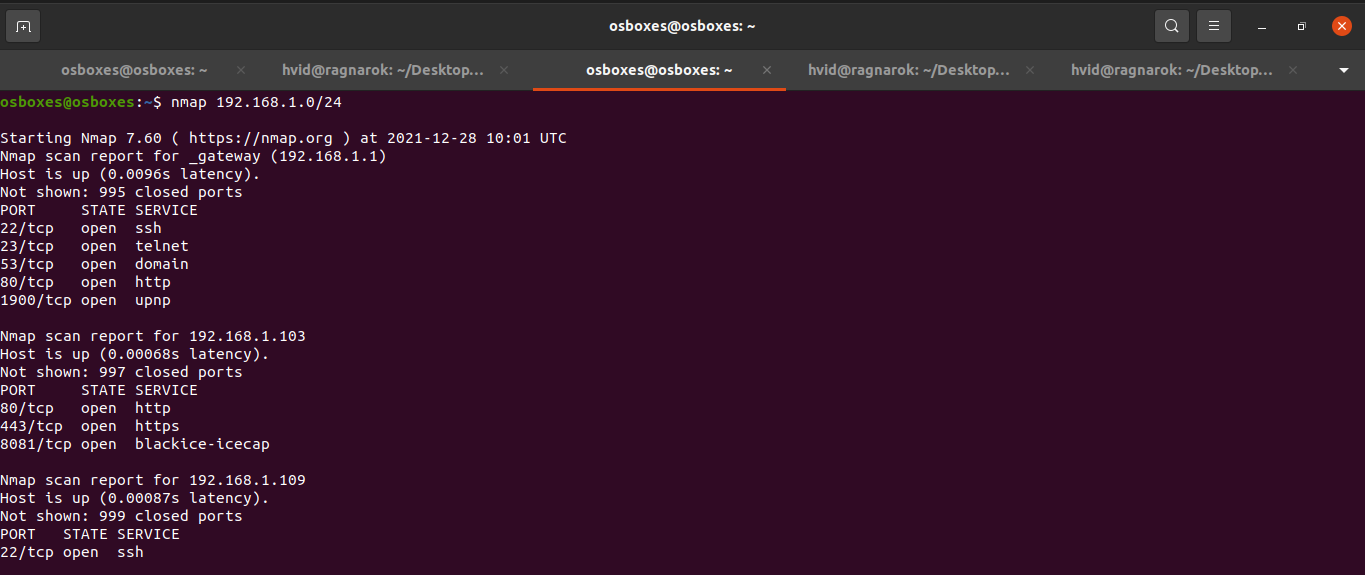 osboxes@osboxes: ~
osboxes@osboxes: ~ hvid@ragnarok: ~/Desktop... osboxes@osboxes: ~ hvid@ragnarok: ~/Desktop... hvid@ragnarok: ~/Desktop...
osboxes@osboxes:~$ nmap 192.168.1.0/24
Starting Nmap 7.60 ( https://nmap.org ) at 2021-12-28 10:01 UTC
Nmap scan report for _gateway (192.168.1.1)
Host is up (0.0096s latency).
Not shown: 995 closed ports
PORT     STATE SERVICE
22/tcp   open  ssh
23/tcp   open  telnet
53/tcp   open  domain
80/tcp   open  http
1900/tcp open  upnp
Nmap scan report for 192.168.1.103
Host is up (0.00068s latency).
Not shown: 997 closed ports
PORT     STATE SERVICE
80/tcp   open  http
443/tcp  open  https
8081/tcp open  blackice-icecap
Nmap scan report for 192.168.1.109
Host is up (0.00087s latency).
Not shown: 999 closed ports
PORT   STATE SERVICE
22/tcp open  ssh